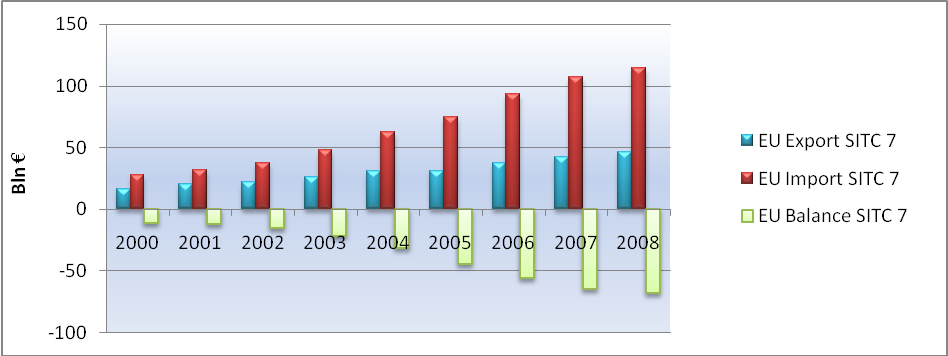 150
100
50
0
-50
-100
Bln €
2000 2001 2002 2003 2004 2005 2006 2007 2008
EU Export SITC 7
EU Import SITC 7
EU Balance SITC 7